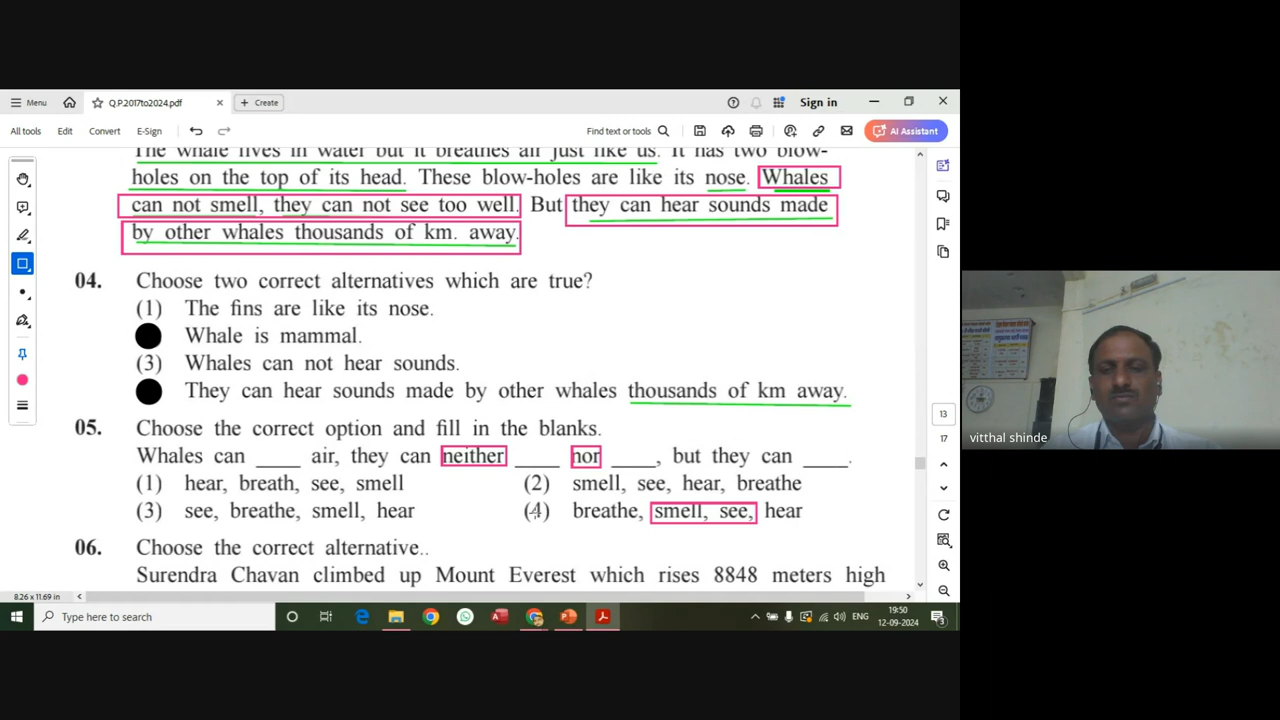 Menu
Q.P.2017to2024.pdf
Create
Sign in
All tools
Edit
Convert
E-Sign
Find text or tools
AI Assistant
The whale lives in water but it breathes air just like us. It has two blow-
holes on the top of its head. These blow-holes are like its nose. Whales
can not smell, they can not see too well. But they can hear sounds made
by other whales thousands of km. away.
04. Choose two correct alternatives which are true?
(1) The fins are like its nose.
Whale is mammal.
(3) Whales can not hear sounds.
They can hear sounds made by other whales thousands of km away.
05. Choose the correct option and fill in the blanks.
Whales can ____ air, they can neither ____ nor ____, but they can ____.
(1) hear, breath, see, smell (2) smell, see, hear, breathe
(3) see, breathe, smell, hear (4) breathe, smell, see, hear
06. Choose the correct alternative..
Surendra Chavan climbed up Mount Everest which rises 8848 meters high
13
17
8.26 x 11.69 in
Type here to search
ENG
19:50
12-09-2024
3
vitthal shinde